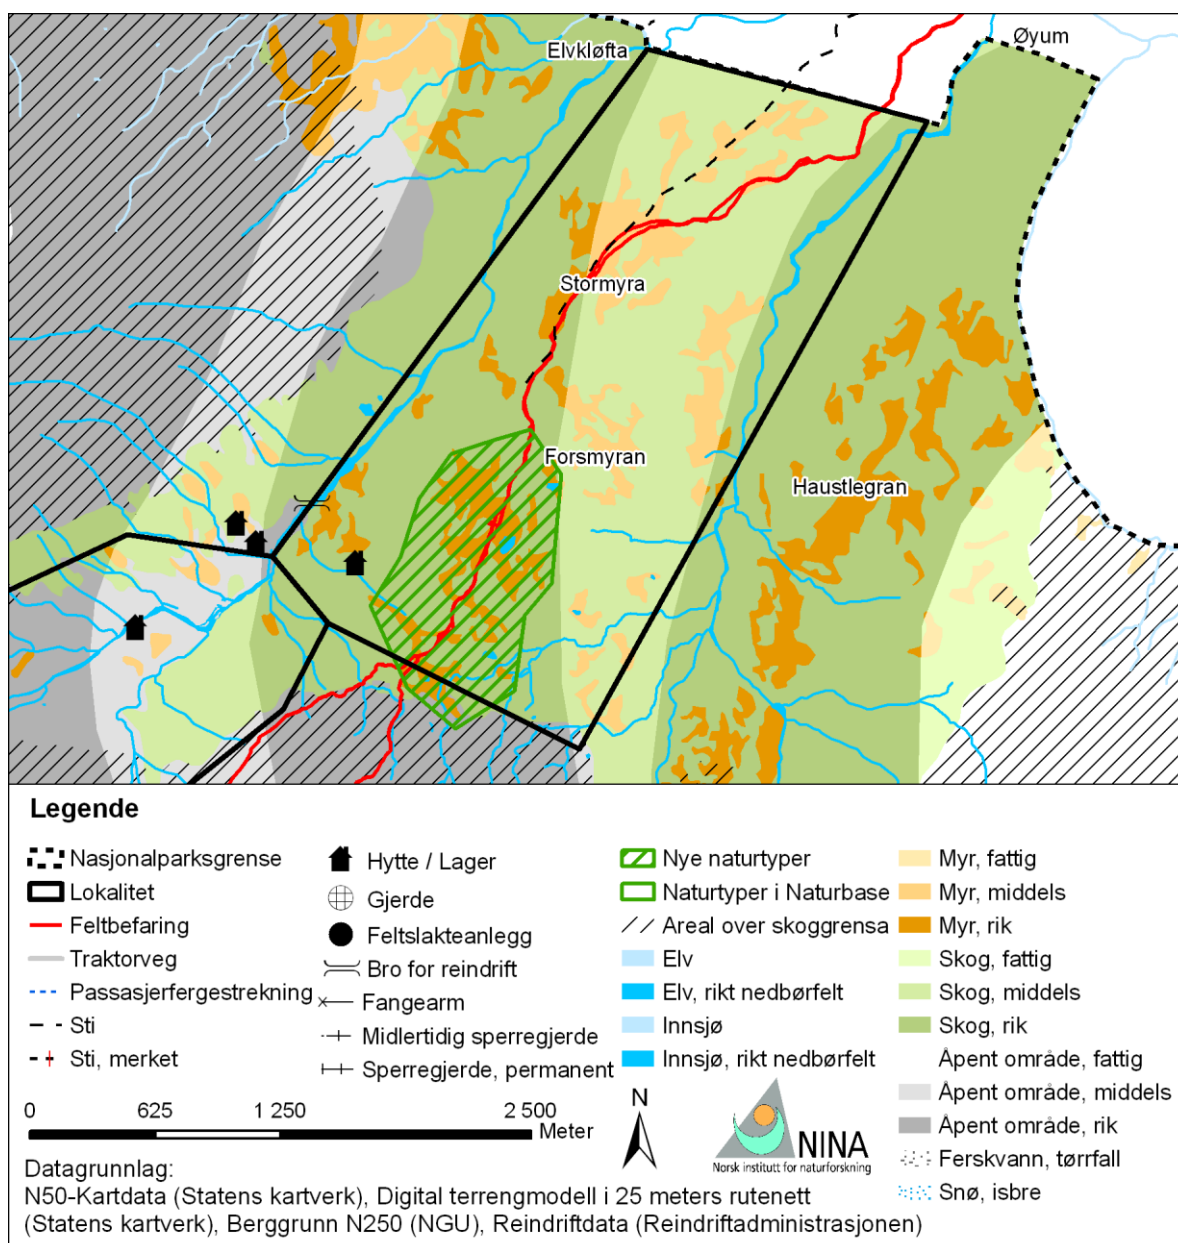 Elvkløfta
Øyum
Stormyra
Forsmyran
Haustlegran
Legende
Nasjonalparksgrense
Lokalitet
Feltbefaring
Traktorveg
Passasjerfergestrekning
Sti
Sti, merket
Hytte / Lager
Gjerde
Feltslakteanlegg
Bro for reindrift
Fangearm
Midlertidig sperregjerde
Sperregjerde, permanent
Nye naturtyper
Naturtyper i Naturbase
Areal over skoggrensa
Elv
Elv, rikt nedbørfelt
Innsjø
Innsjø, rikt nedbørfelt
Myr, fattig
Myr, middels
Myr, rik
Skog, fattig
Skog, middels
Skog, rik
Åpent område, fattig
Åpent område, middels
Åpent område, rik
Ferskvann, tørrfall
Snø, isbre
0 625 1 250 2 500
Meter
N
NINA
Norsk institutt for naturforskning
Datagrunnlag:
N50-Kartdata (Statens kartverk), Digital terrengmodell i 25 meters rutenett
(Statens kartverk), Berggrunn N250 (NGU), Reindriftdata (Reindriftadministrasjonen)